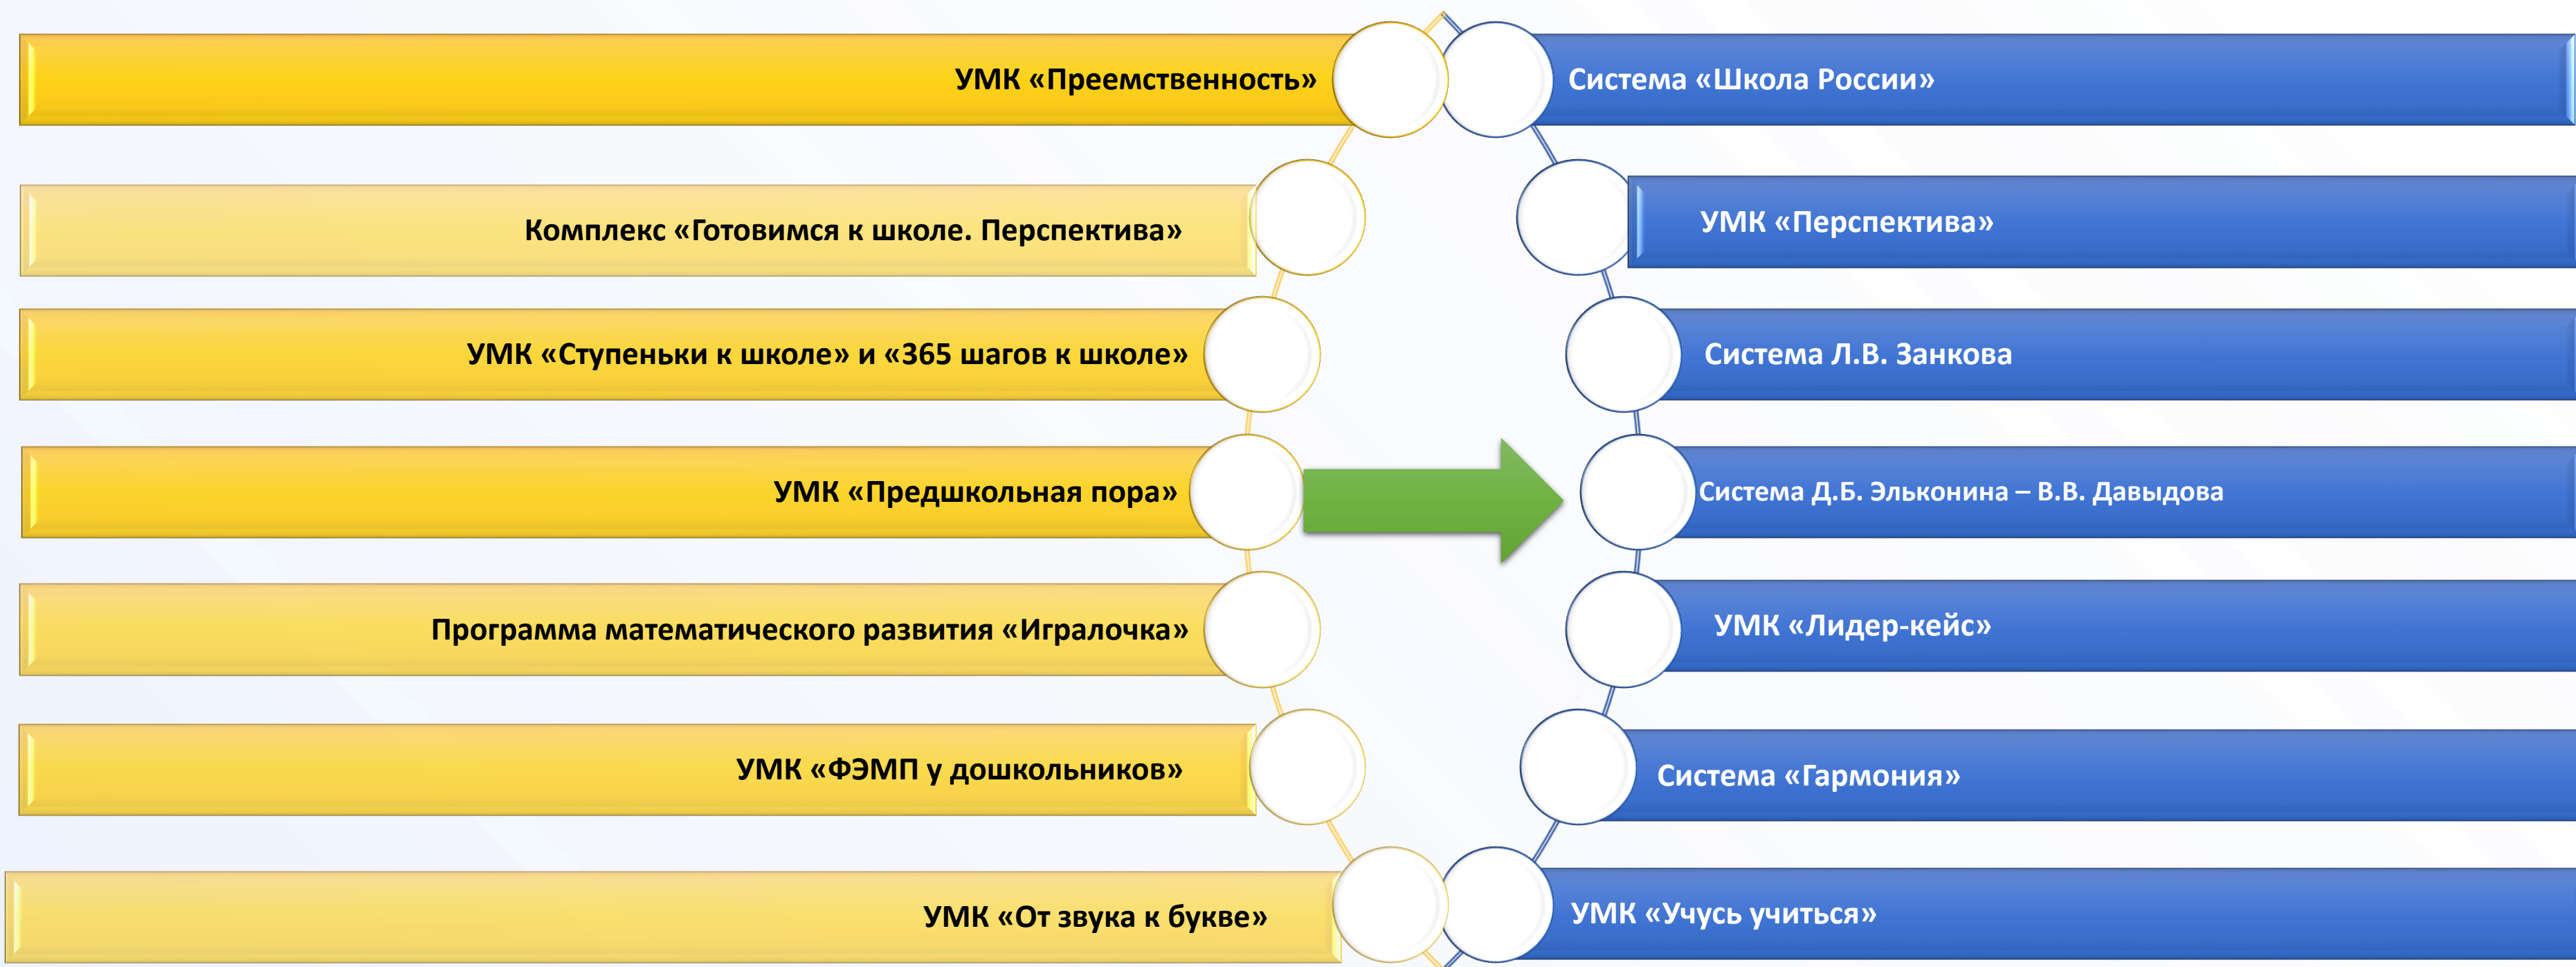 УМК «Преемственность»
Система «Школа России»
Комплекс «Готовимся к школе. Перспектива»
УМК «Перспектива»
УМК «Ступеньки к школе» и «365 шагов к школе»
Система Л.В. Занкова
УМК «Предшкольная пора»
Система Д.Б. Эльконина – В.В. Давыдова
Программа математического развития «Игралочка»
УМК «Лидер-кейс»
УМК «ФЭМП у дошкольников»
Система «Гармония»
УМК «От звука к букве»
УМК «Учусь учиться»